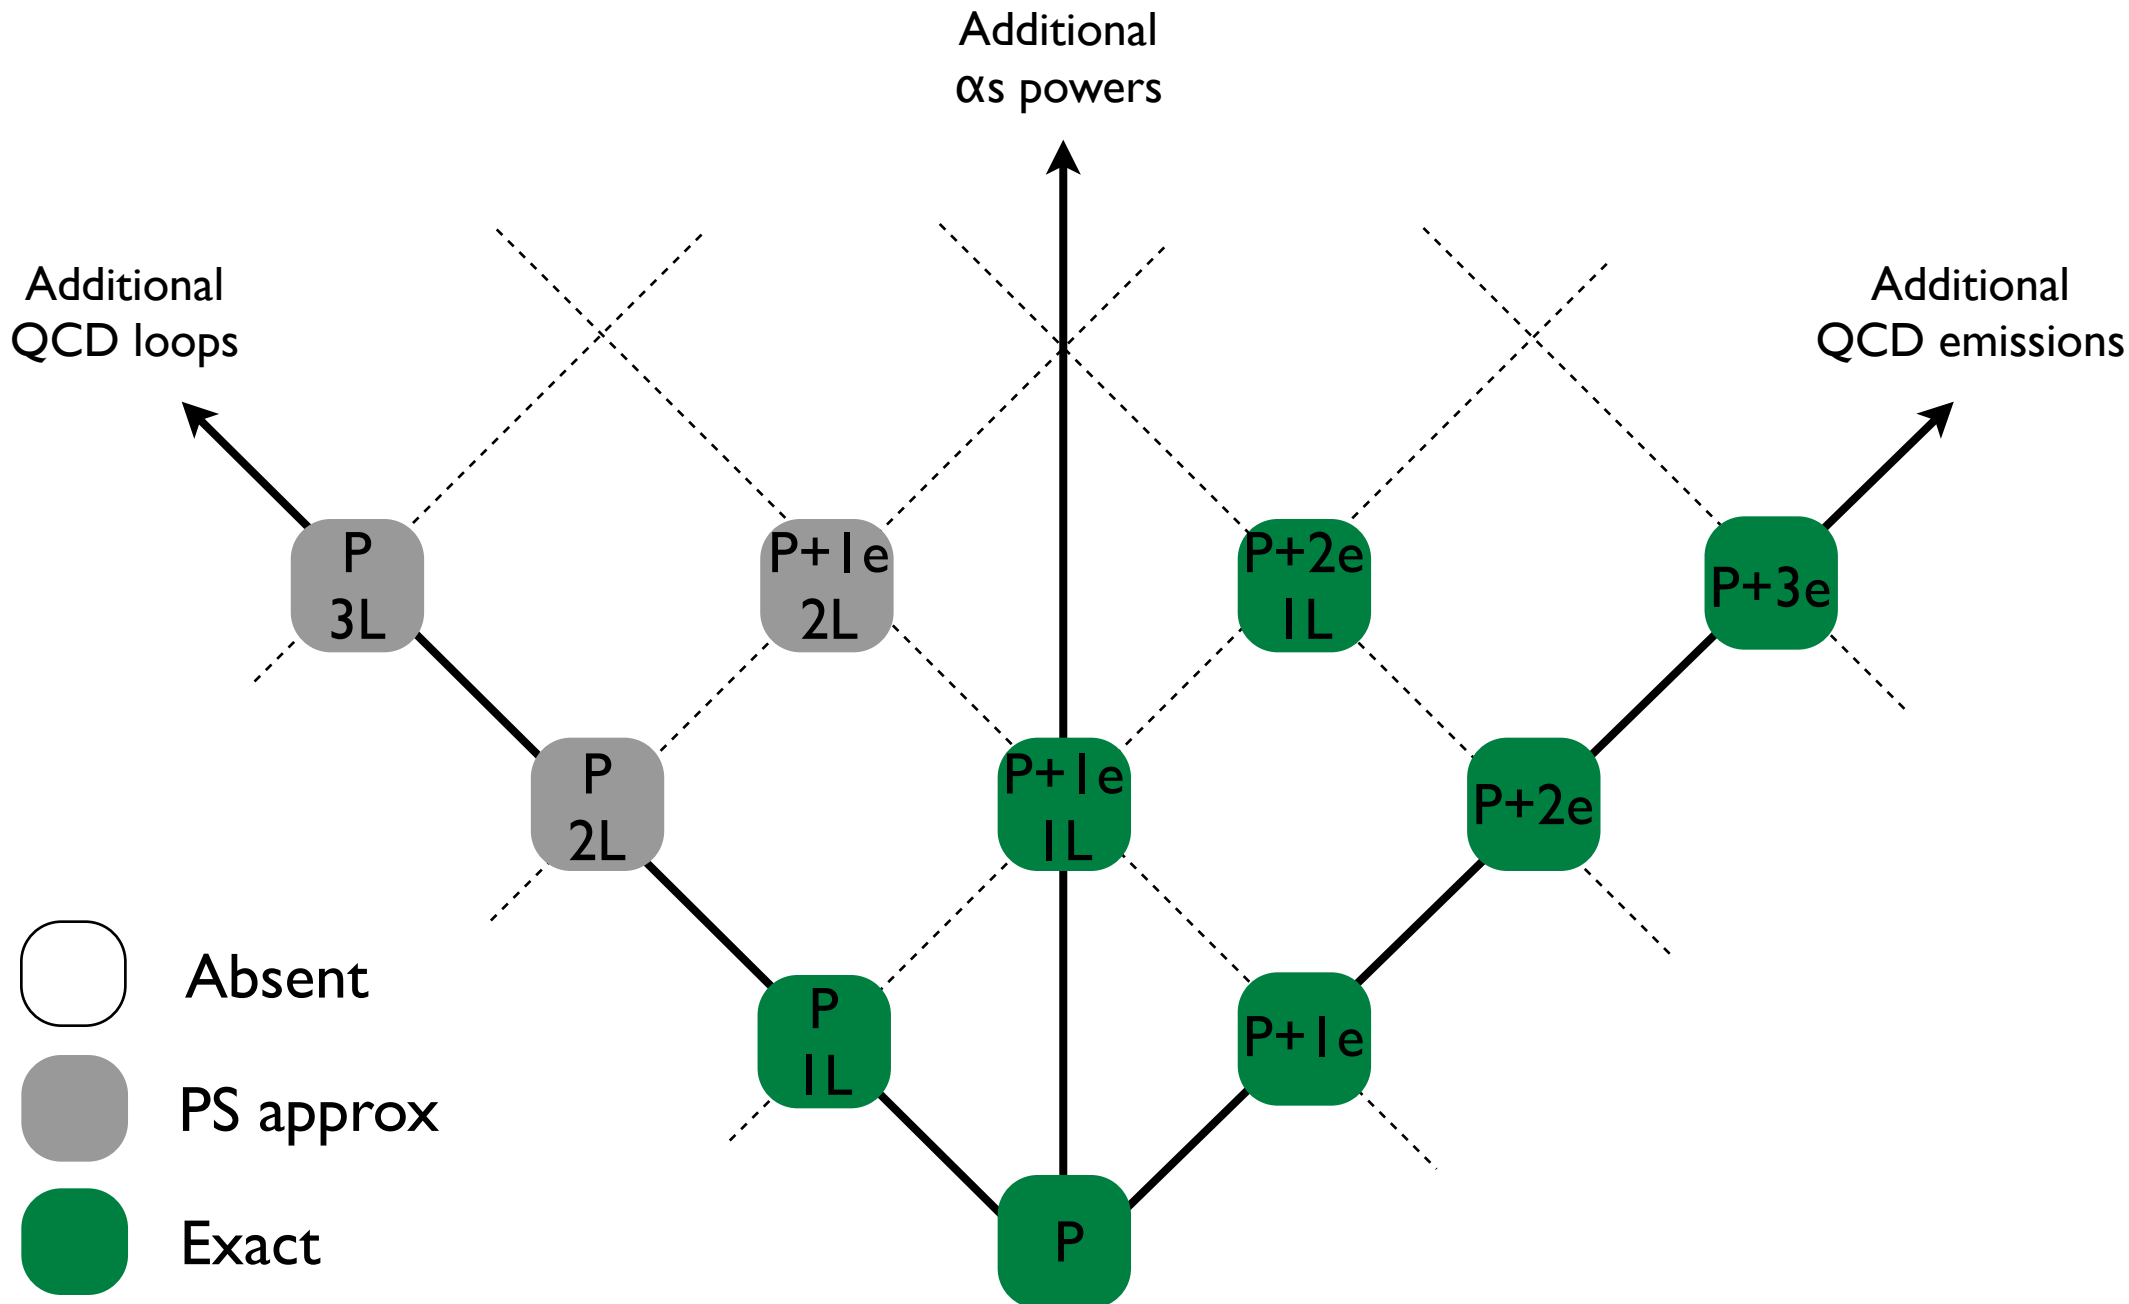 Additional
αs powers
Additional
QCD loops
Additional
QCD emissions
P
3L
P+1e
2L
P+2e
1L
P+3e
P
2L
P+1e
1L
P+2e
P
1L
P+1e
P
Absent
PS approx
Exact